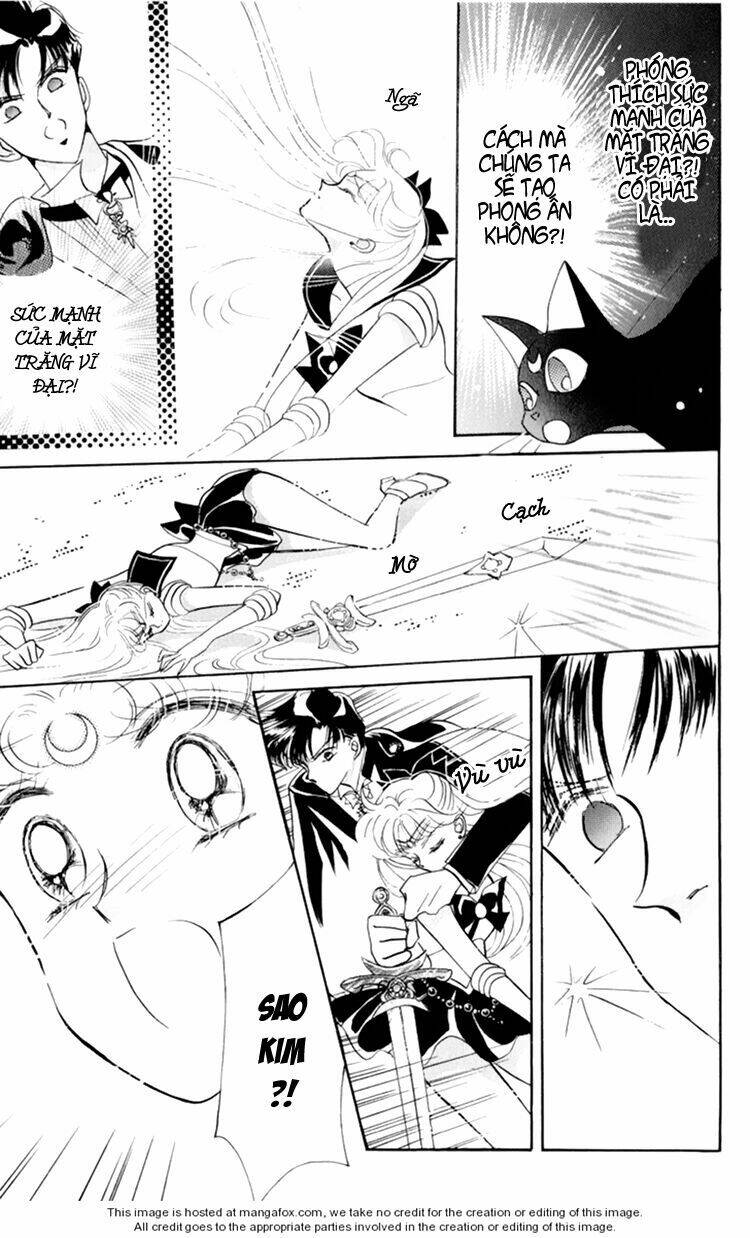 PHÓNG
THÍCH SỨC
MẠNH CỦA
MẶT TRĂNG
VĨ ĐẠI?!
CÓ PHẢI
LÀ...
CÁCH MÀ
CHÚNG TA
SẼ TẠO
PHONG ẤN
KHÔNG?!
Ngã
SỨC MẠNH
CỦA MẶT
TRĂNG VĨ
ĐẠI?!
Cạch
Mờ
Vù vù
SAO
KIM
?!
This image is hosted at mangafox.com, we take no credit for the creation or editing of this image.
All credit goes to the appropriate parties involved in the creation or editing of this image.